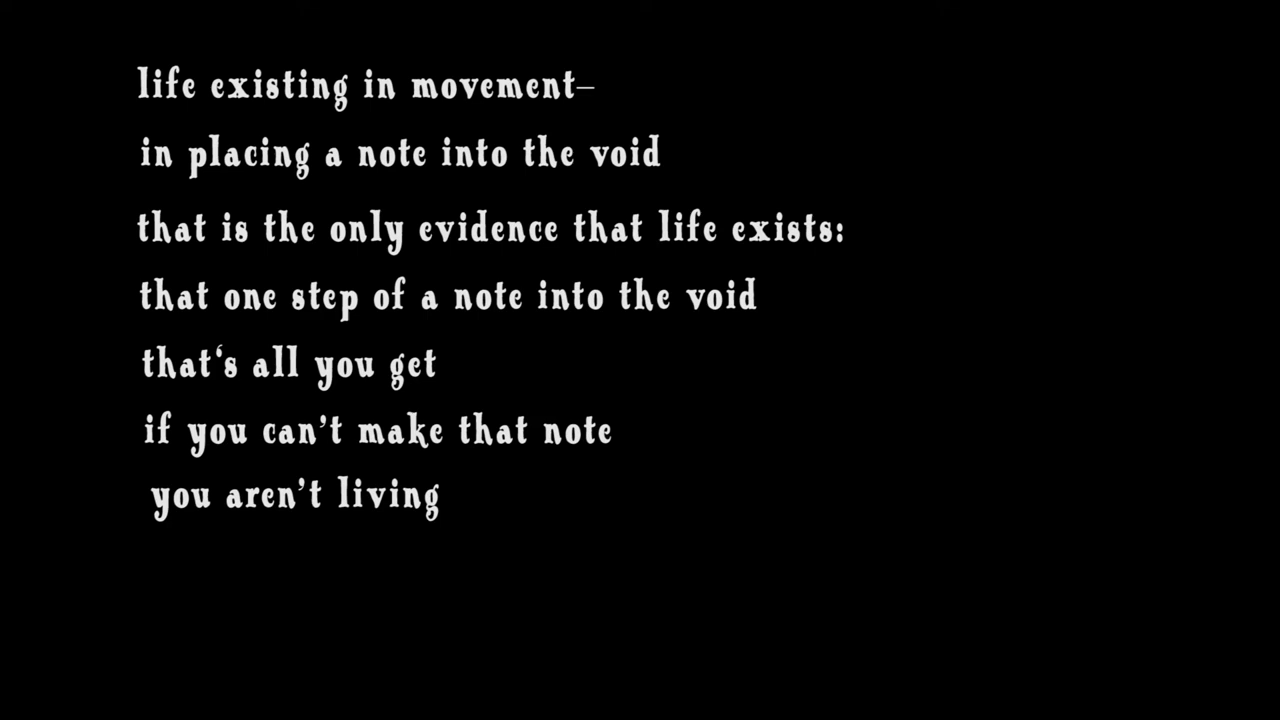 life existing in movement–
in placing a note into the void
that is the only evidence that life exists:
that one step of a note into the void
that‘s all you get
if you can’t make that note
you aren’t living